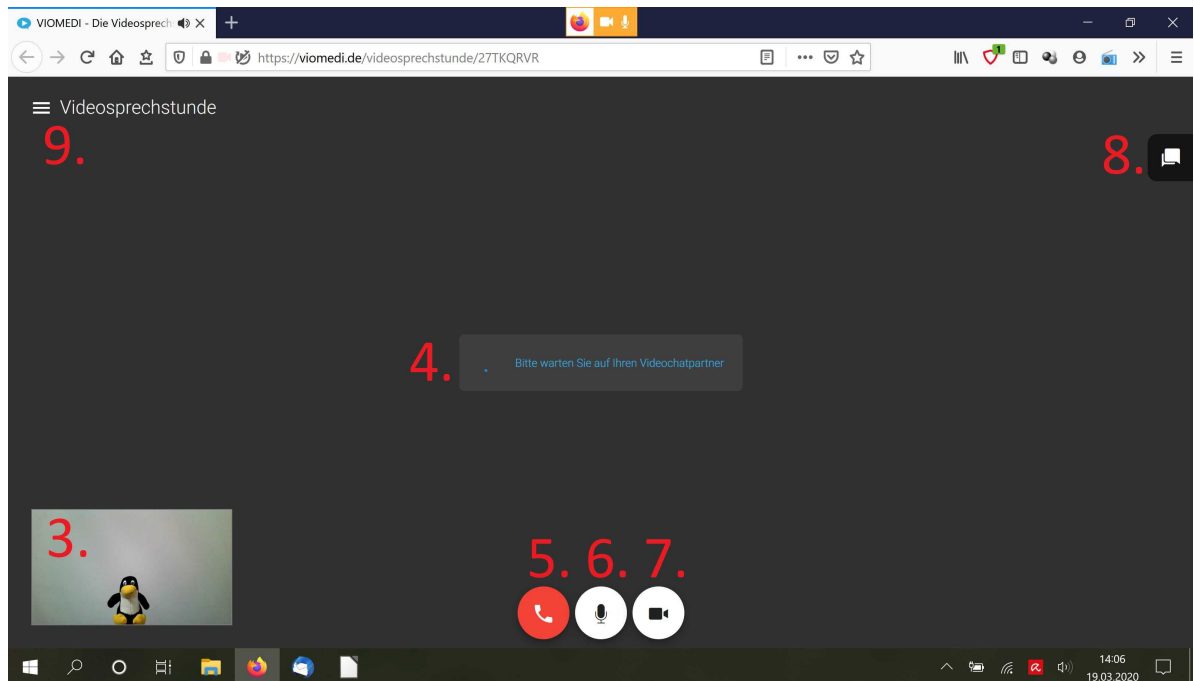 VIOMEDI - Die Videosprech
https://viomedi.de/videosprechstunde/27TKQRVR
1
Videosprechstunde
9.
8.
4.
Bitte warten Sie auf Ihren Videochatpartner
3.
5. 6. 7.
14:06
19.03.2020